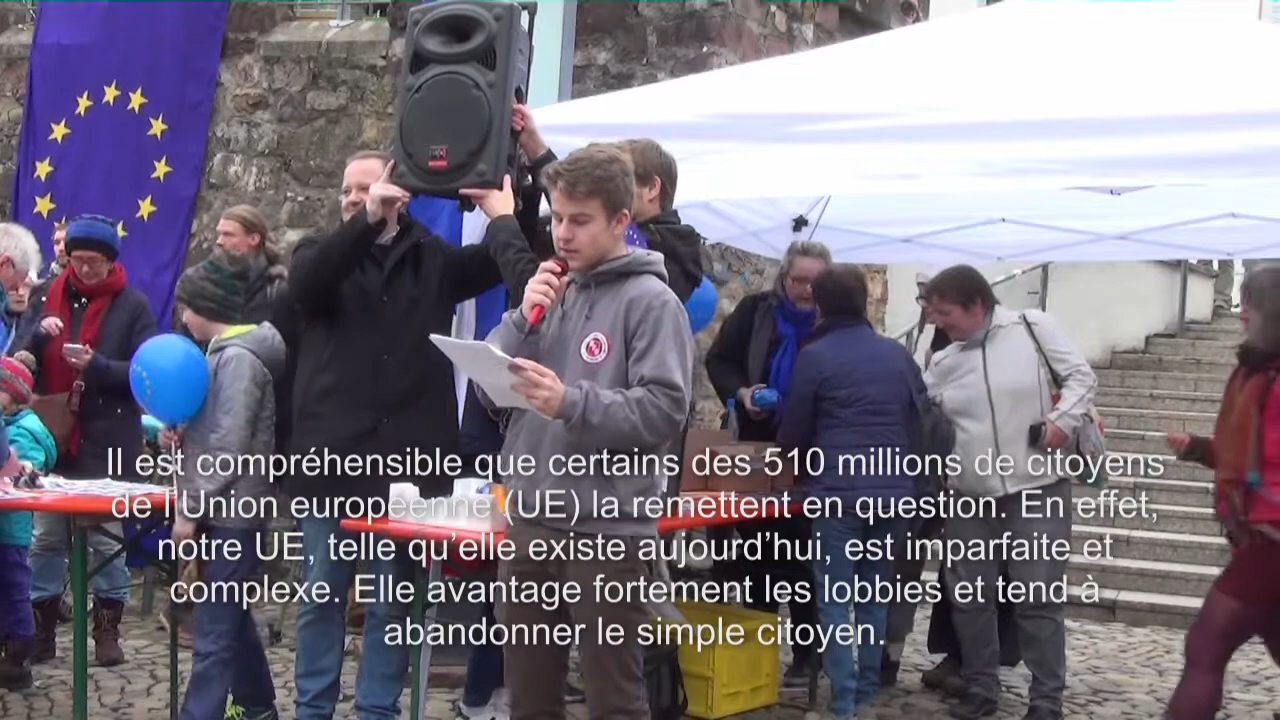 Il est compréhensible que certains des 510 millions de citoyens
de l'Union européenne (UE) la remettent en question. En effet,
notre UE, telle qu’elle existe aujourd’hui, est imparfaite et
complexe. Elle avantage fortement les lobbies et tend à
abandonner le simple citoyen.